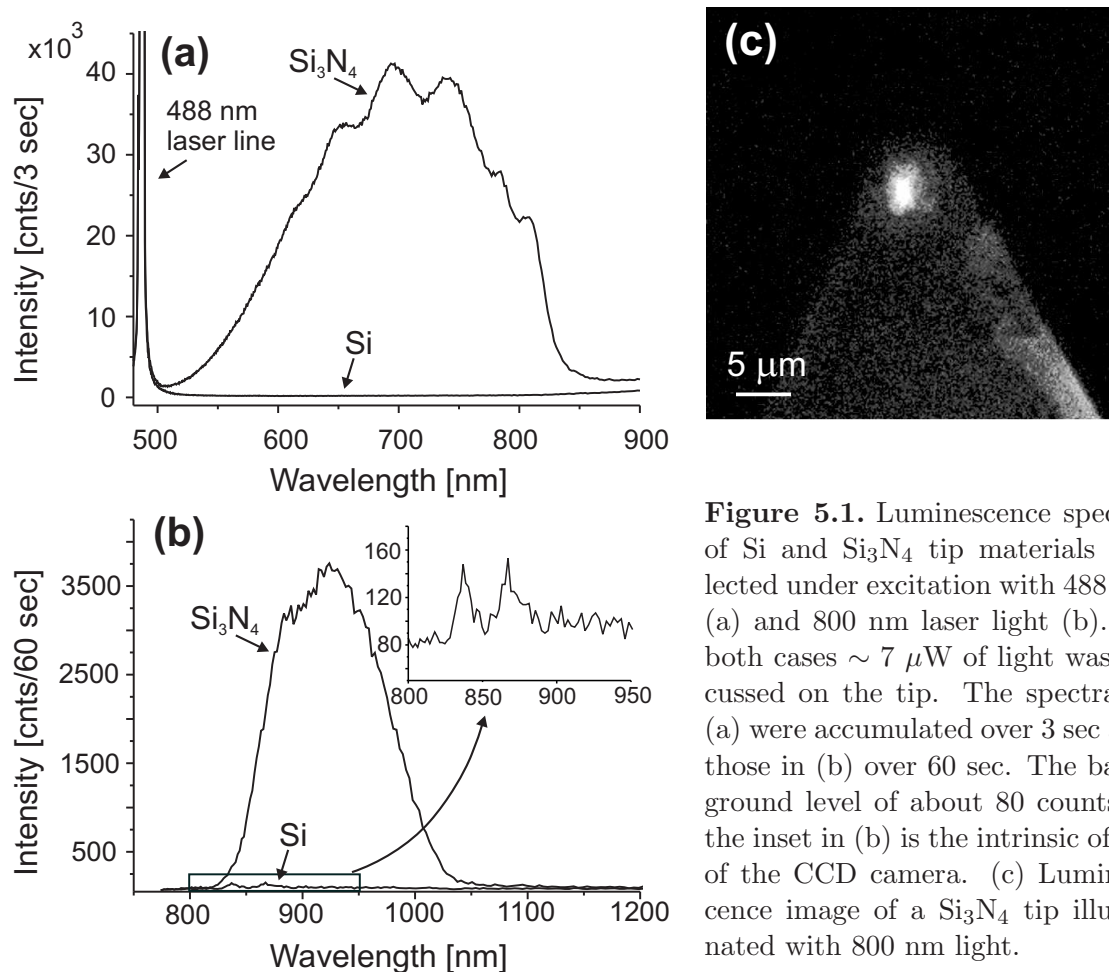 (a)
x10³
40
30
20
10
0
Intensity [cnts/3 sec]
Si₃N₄
488 nm
laser line
Si
500
600
700
800
900
Wavelength [nm]
(b)
3500
2500
1500
500
Intensity [cnts/60 sec]
Si₃N₄
Si
160
120
80
800
850
900
950
800
900
1000
1100
1200
Wavelength [nm]
(c)
5 μm
Figure 5.1. Luminescence spec
of Si and Si₃N₄ tip materials
lected under excitation with 488
(a) and 800 nm laser light (b).
both cases ∼ 7 μW of light was
cussed on the tip. The spectra
(a) were accumulated over 3 sec
those in (b) over 60 sec. The ba
ground level of about 80 counts
the inset in (b) is the intrinsic of
of the CCD camera. (c) Lumin
cence image of a Si₃N₄ tip illu
nated with 800 nm light.